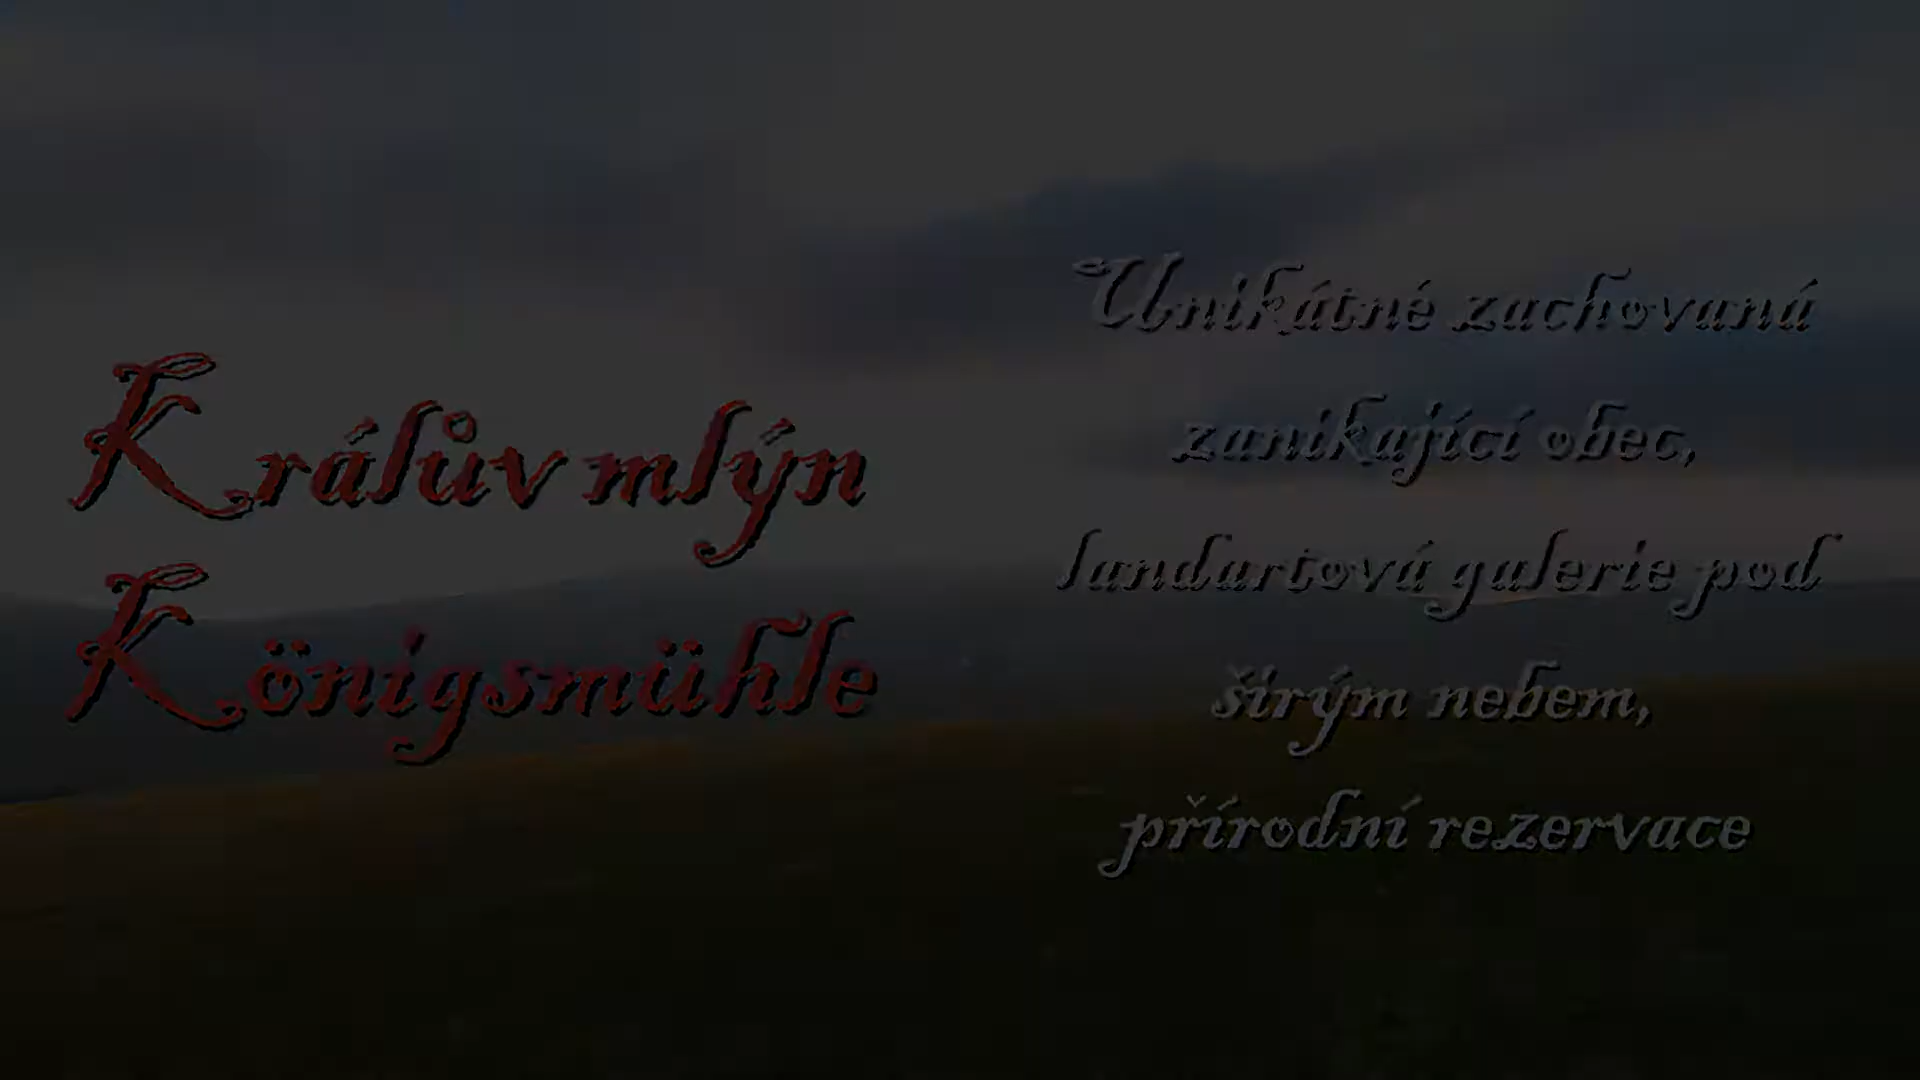 Králův mlýn
Königsmühle
Unikátně zachovaná
zanikající obec,
landartová galerie pod
širým nebem,
přírodní rezervace